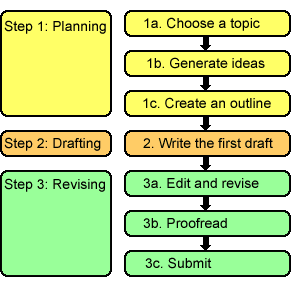 Step 1: Planning
1a. Choose a topic
1b. Generate ideas
1c. Create an outline
Step 2: Drafting
2. Write the first draft
Step 3: Revising
3a. Edit and revise
3b. Proofread
3c. Submit